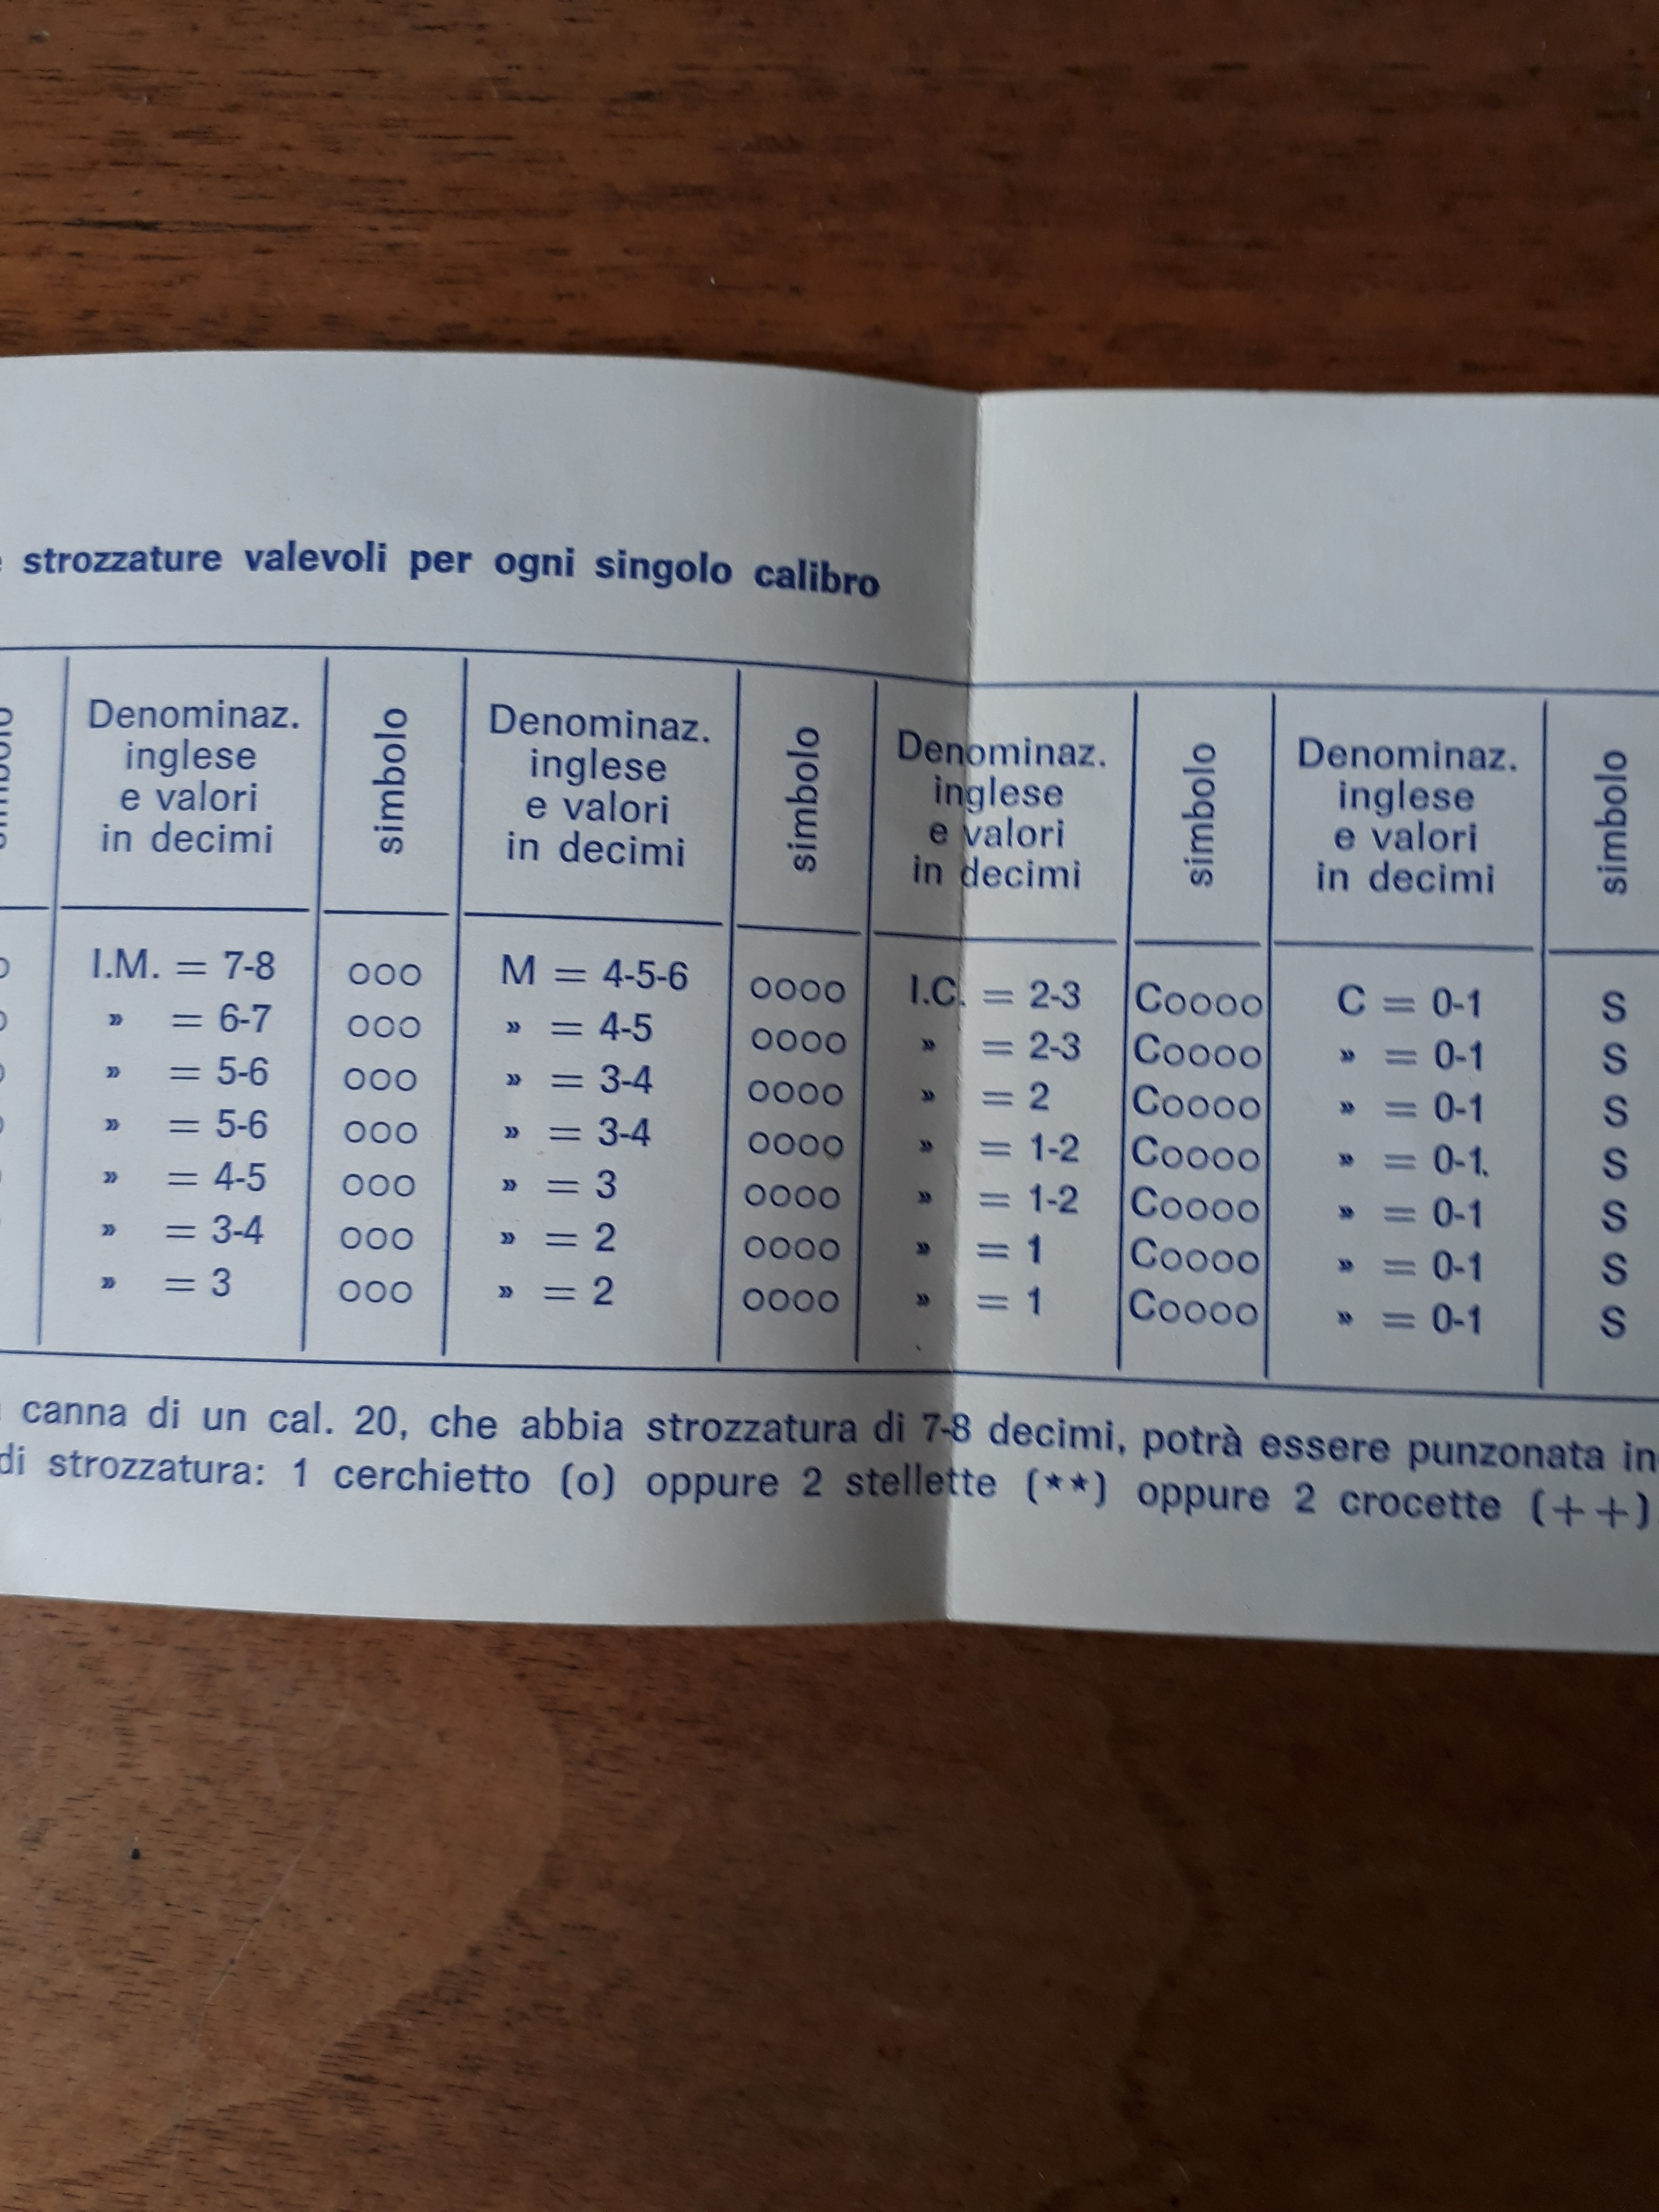 strozzature valevoli per ogni singolo calibro
Denominaz. inglese e valori in decimi | simbolo | Denominaz. inglese e valori in decimi | simbolo | Denominaz. inglese e valori in decimi | simbolo | Denominaz. inglese e valori in decimi | simbolo
I.M. = 7-8 | ooo | M = 4-5-6 | oooo | I.C. = 2-3 | Coooo | C = 0-1 | S
» = 6-7 | ooo | » = 4-5 | oooo | » = 2-3 | Coooo | » = 0-1 | S
» = 5-6 | ooo | » = 3-4 | oooo | » = 2 | Coooo | » = 0-1 | S
» = 5-6 | ooo | » = 3-4 | oooo | » = 1-2 | Coooo | » = 0-1. | S
» = 4-5 | ooo | » = 3 | oooo | » = 1-2 | Coooo | » = 0-1 | S
» = 3-4 | ooo | » = 2 | oooo | » = 1 | Coooo | » = 0-1 | S
» = 3 | ooo | » = 2 | oooo | » = 1 | Coooo | » = 0-1 | S
canna di un cal. 20, che abbia strozzatura di 7-8 decimi, potrà essere punzonata in
di strozzatura: 1 cerchietto (o) oppure 2 stellette (**) oppure 2 crocette (++)